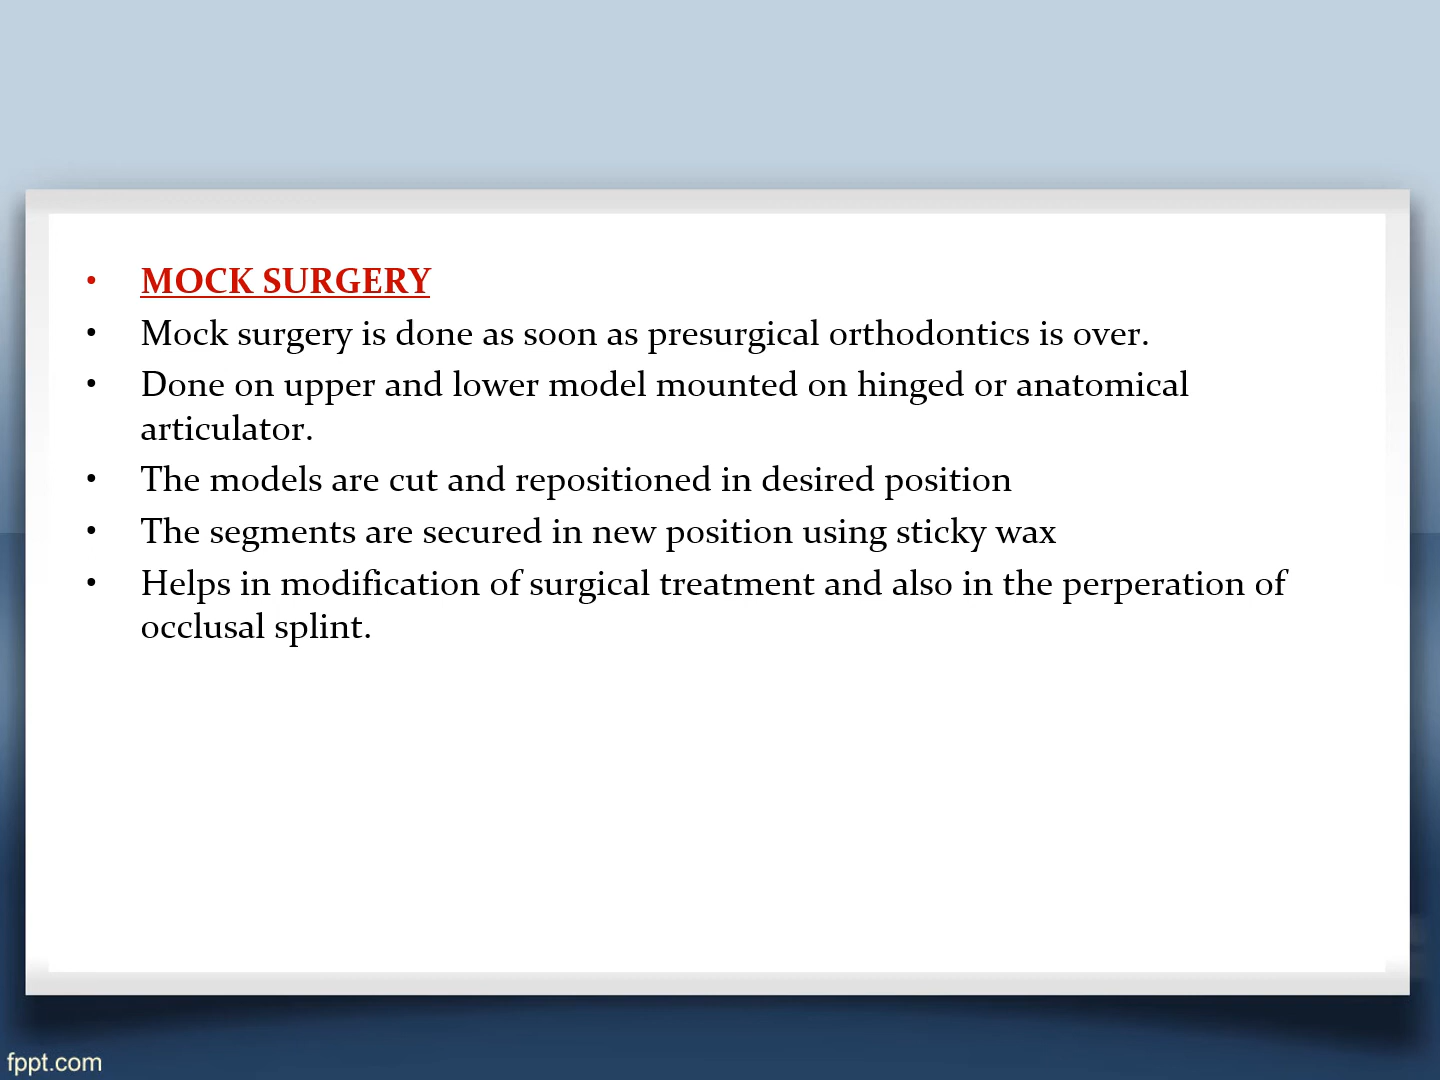 • MOCK SURGERY
• Mock surgery is done as soon as presurgical orthodontics is over.
• Done on upper and lower model mounted on hinged or anatomical
articulator.
• The models are cut and repositioned in desired position
• The segments are secured in new position using sticky wax
• Helps in modification of surgical treatment and also in the perperation of
occlusal splint.
fppt.com